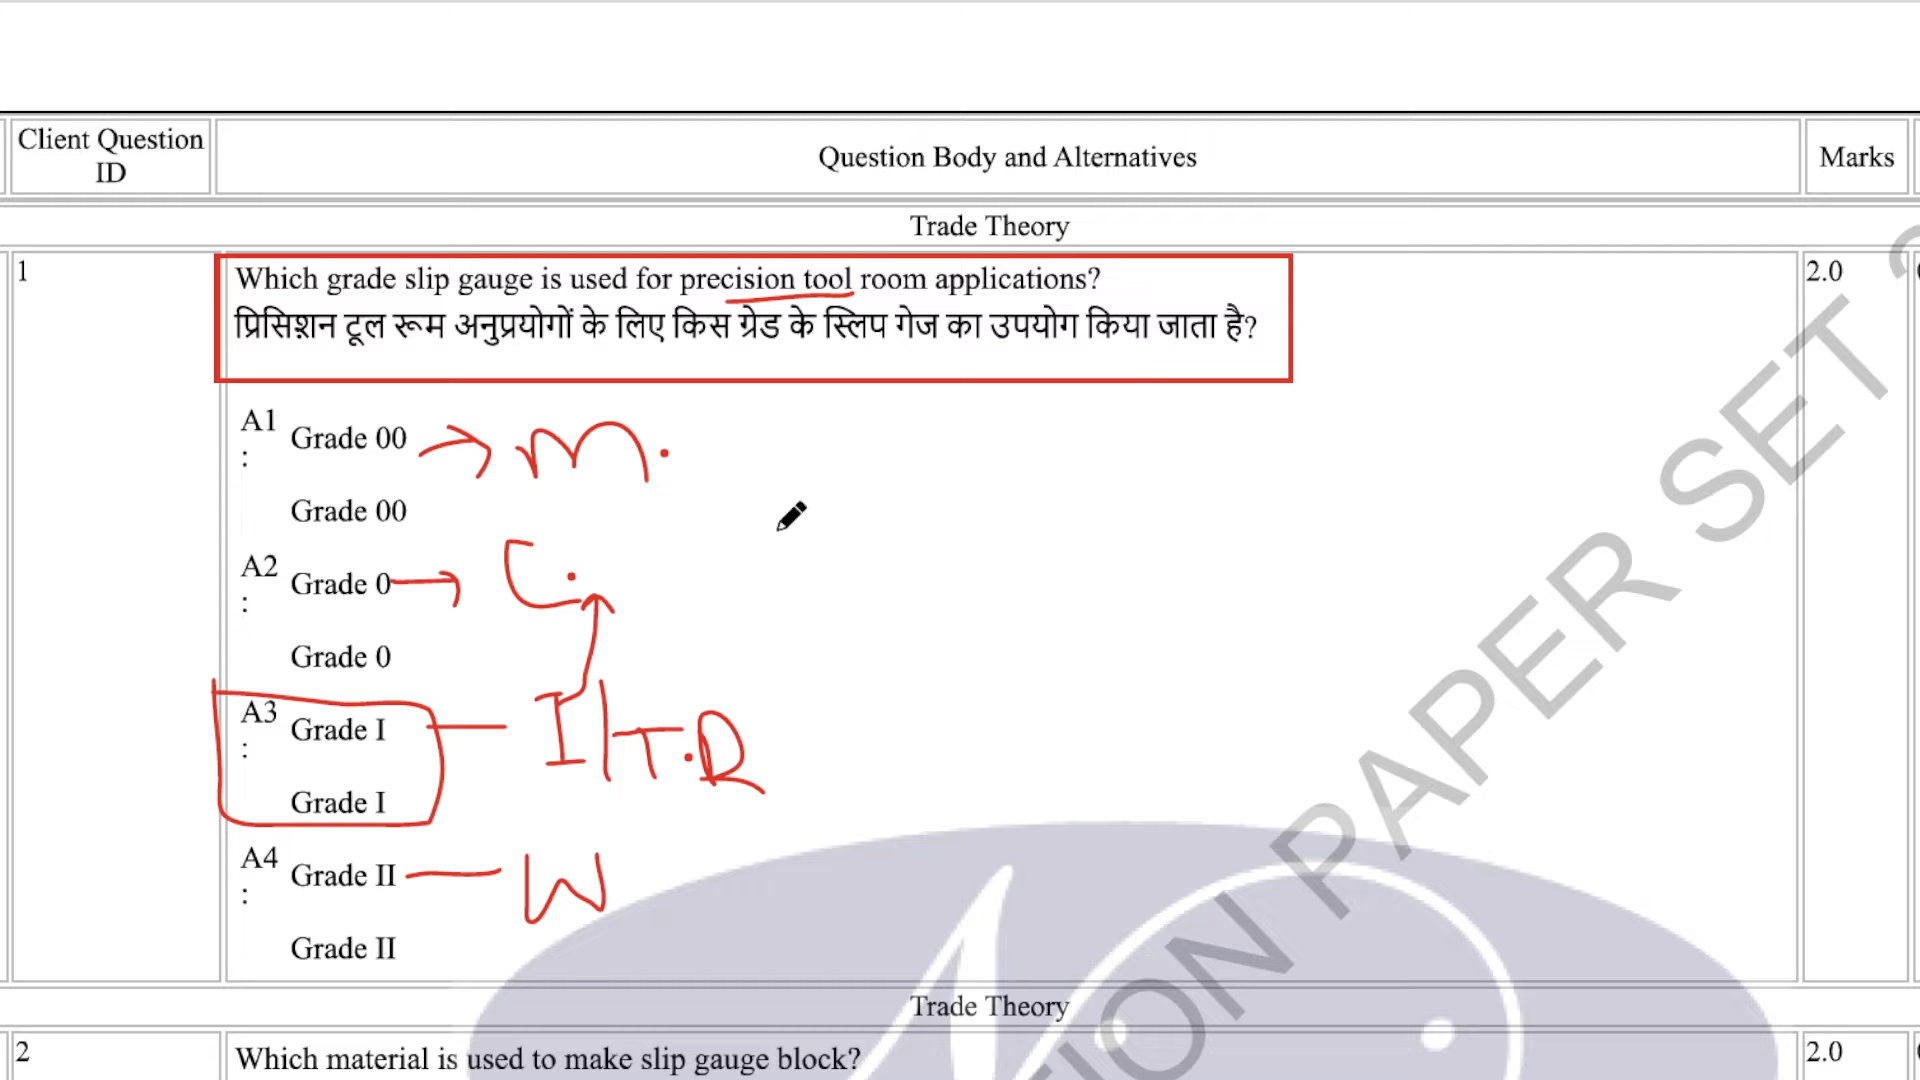 Client Question ID
Question Body and Alternatives
Marks
Trade Theory
1
Which grade slip gauge is used for precision tool room applications?
2.0
प्रिसिश़न टूल रूम अनुप्रयोगों के लिए किस ग्रेड के स्लिप गेज का उपयोग किया जाता है?
A1 : Grade 00 → M.
Grade 00
A2 : Grade 0 → C.
Grade 0
A3 : Grade I — I/T.R
Grade I
A4 : Grade II — W
Grade II
Trade Theory
2
Which material is used to make slip gauge block?
2.0
PAPER SET